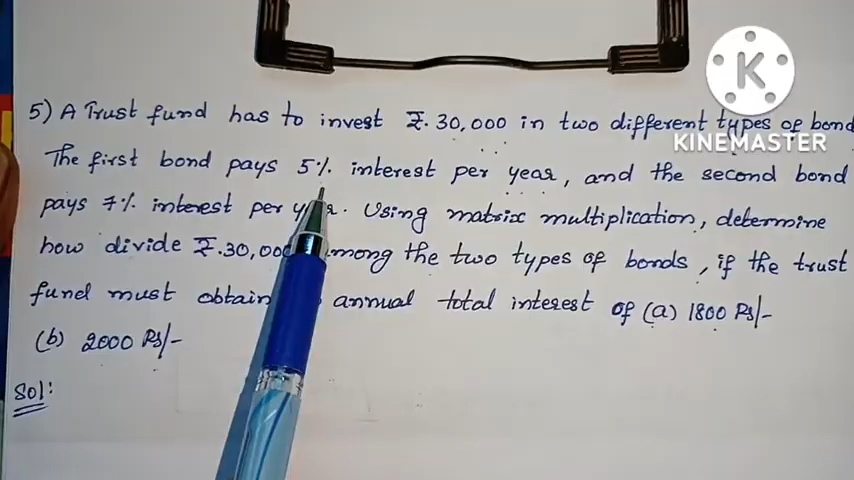 K
KINEMASTER
5) A Trust fund has to invest ₹.30,000 in two different types of bond
The first bond pays 5% interest per year, and the second bond
pays 7% interest per year. Using matrix multiplication, determine
how divide ₹.30,000 among the two types of bonds, if the trust
fund must obtain annual total interest of (a) 1800 Rs/-
(b) 2000 Rs/-
Sol: